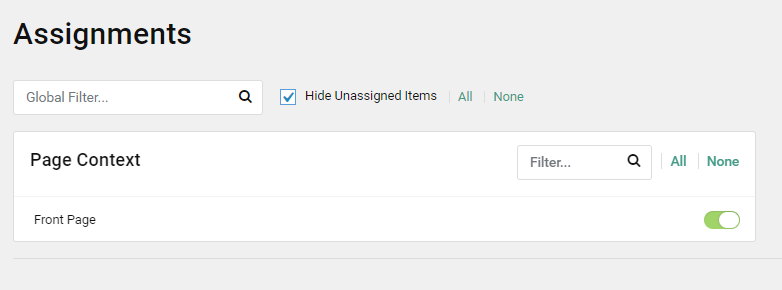 Assignments
Global Filter... Hide Unassigned Items All None
Page Context Filter... All None
Front Page